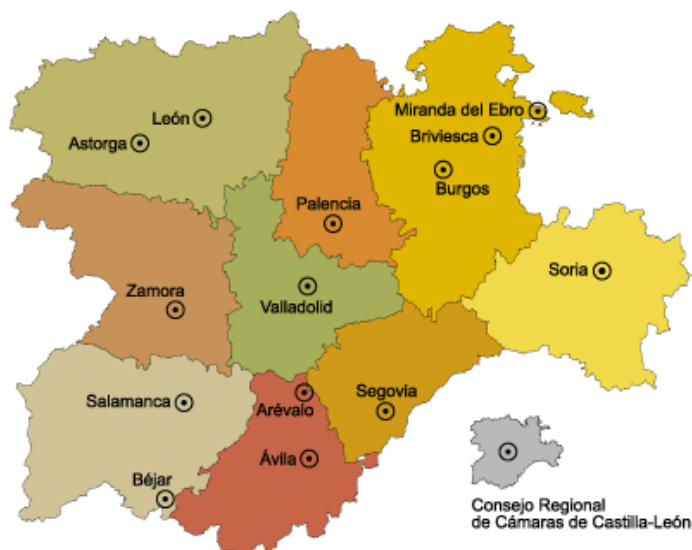 León
Astorga
Miranda del Ebro
Briviesca
Burgos
Palencia
Soria
Zamora
Valladolid
Salamanca
Arévalo
Segovia
Ávila
Béjar
Consejo Regional
de Cámaras de Castilla-León